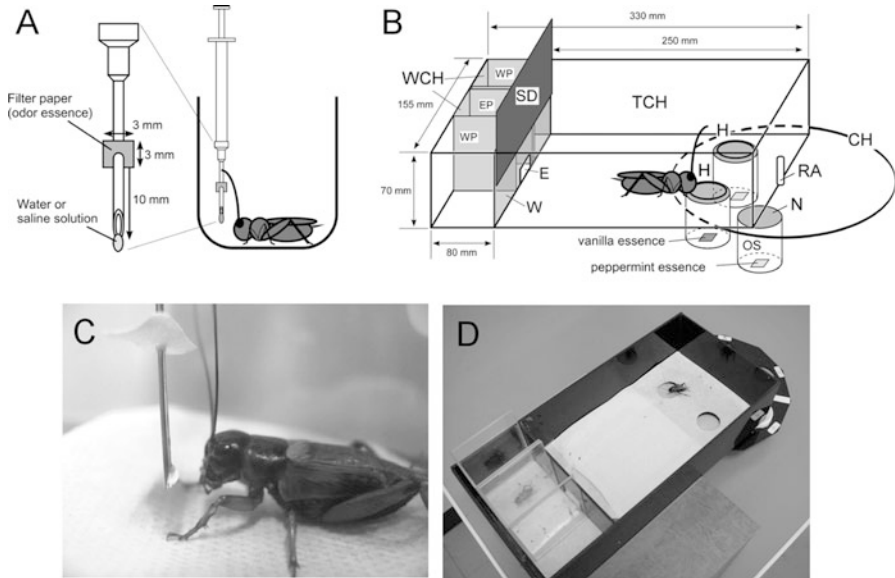 A
Filter paper
(odor essence)
3 mm
3 mm
10 mm
Water or
saline solution
B
330 mm
250 mm
WCH
155 mm
WP
EP
WP
SD
TCH
70 mm
80 mm
E
W
H
H
CH
RA
N
OS
vanilla essence
peppermint essence
C
D